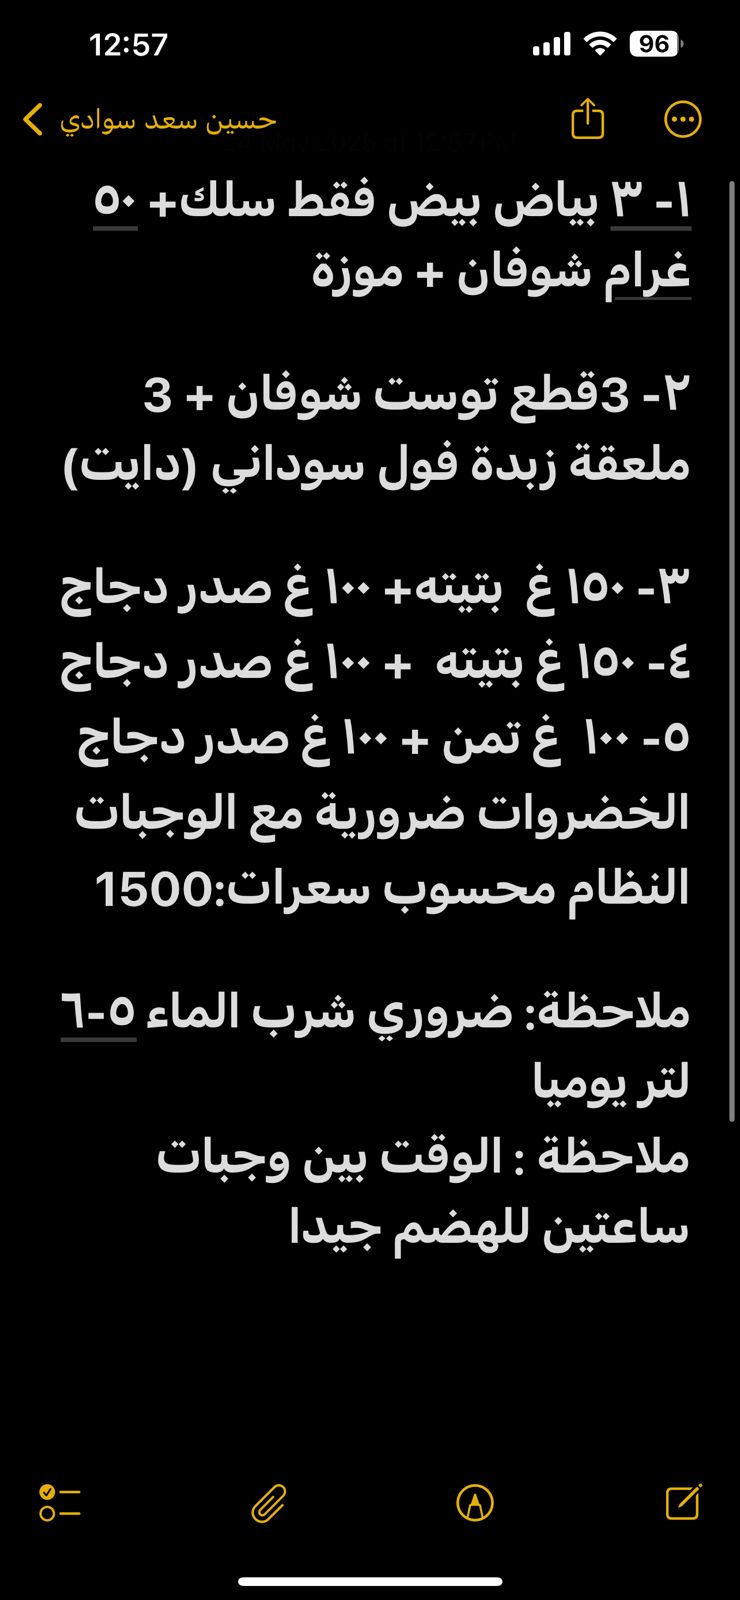 12:57
96
حسين سعد سوادي
١- ٣ بياض بيض فقط سلك+ ٥٠
غرام شوفان + موزة
٢- 3قطع توست شوفان + 3
ملعقة زبدة فول سوداني (دايت)
٣- ١٥٠ غ بتيته+ ١٠٠ غ صدر دجاج
٤- ١٥٠ غ بتيته + ١٠٠ غ صدر دجاج
٥- ١٠٠ غ تمن + ١٠٠ غ صدر دجاج
الخضروات ضرورية مع الوجبات
النظام محسوب سعرات:1500
ملاحظة: ضروري شرب الماء ٥-٦
لتر يوميا
ملاحظة : الوقت بين وجبات
ساعتين للهضم جيدا